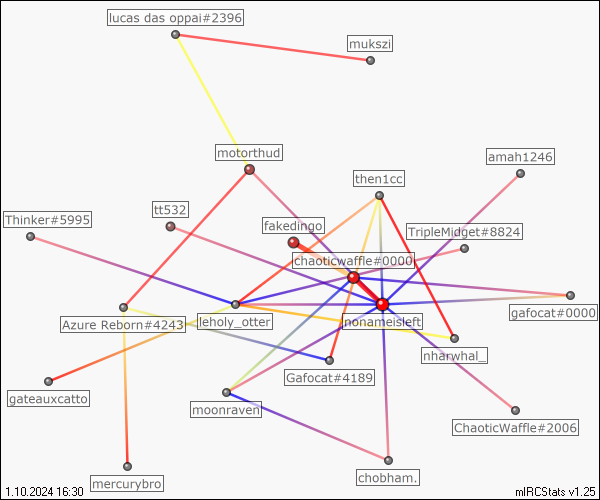 lucas das oppai#2396
mukszi
motorthud
amah1246
then1cc
tt532
Thinker#5995
fakedingo
TripleMidget#8824
chaoticwaffle#0000
gafocat#0000
Azure Reborn#4243
leholy_otter
nonameisleft
nharwhal_
Gafocat#4189
gateauxcatto
moonraven
ChaoticWaffle#2006
chobham.
mercurybro
1.10.2024 16:30
mIRCStats v1.25